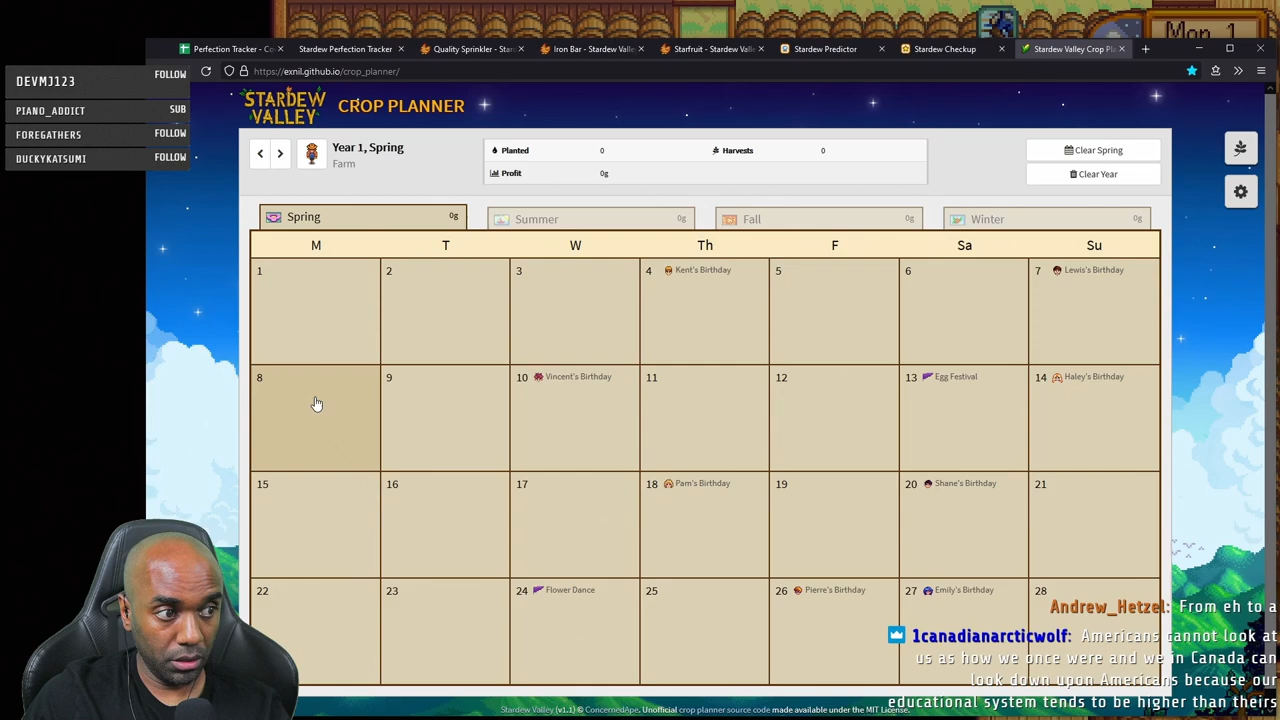 Mon. 1
Perfection Tracker - Co
Stardew Perfection Tracker
Quality Sprinkler - Stardew
Iron Bar - Stardew Valley
Starfruit - Stardew Valle
Stardew Predictor
Stardew Checkup
Stardew Valley Crop Pla
https://exnil.github.io/crop_planner/
DEVMJ123 FOLLOW
PIANO_ADDICT SUB
FOREGATHERS FOLLOW
DUCKYKATSUMI FOLLOW
STARDEW VALLEY
CROP PLANNER
Year 1, Spring
Farm
Planted 0 Harvests 0
Profit 0g
Clear Spring
Clear Year
Spring 0g Summer 0g Fall 0g Winter 0g
M T W Th F Sa Su
1 2 3 4 Kent's Birthday 5 6 7 Lewis's Birthday
8 9 10 Vincent's Birthday 11 12 13 Egg Festival 14 Haley's Birthday
15 16 17 18 Pam's Birthday 19 20 Shane's Birthday 21
22 23 24 Flower Dance 25 26 Pierre's Birthday 27 Emily's Birthday 28
Andrew_Hetzel: From eh to a
1canadianarcticwolf: Americans cannot look at
us as how we once were and we in Canada can
look down upon Americans because our
educational system tends to be higher than theirs
Stardew Valley (v1.1) © ConcernedApe. Unofficial crop planner source code made available under the MIT License.